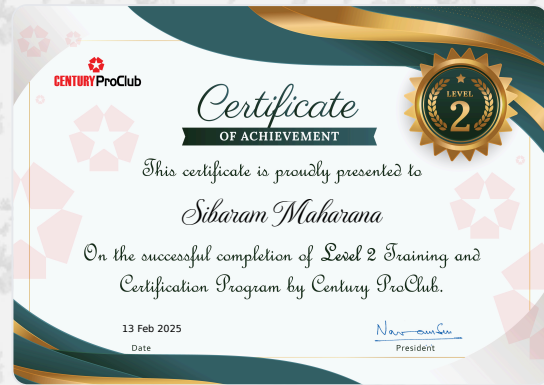 CENTURY ProClub
Certificate
OF ACHIEVEMENT
LEVEL
2
This certificate is proudly presented to
Sibaram Maharana
On the successful completion of Level 2 Training and
Certification Program by Century ProClub.
13 Feb 2025
Date
President